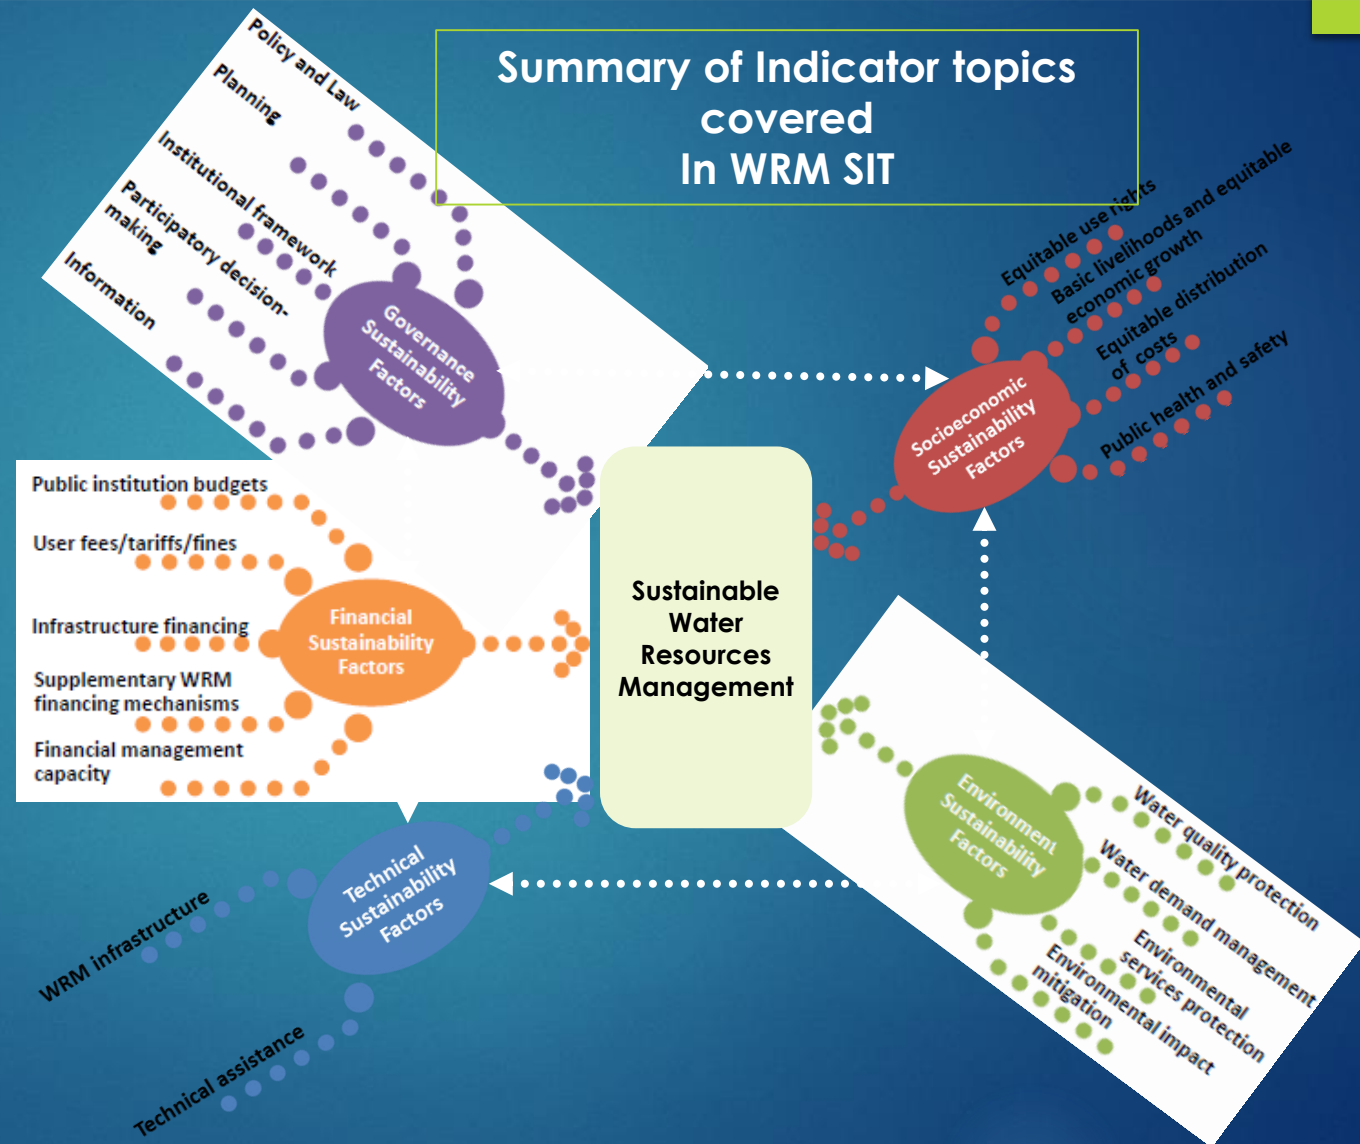 Summary of Indicator topics
covered
In WRM SIT
Policy and Law
Planning
Institutional framework
Participatory decision-
making
Information
Governance
Sustainability
Factors
Equitable use rights
Basic livelihoods and equitable
economic growth
Equitable distribution
of costs
Public health and safety
Socioeconomic
Sustainability
Factors
Public institution budgets
User fees/tariffs/fines
Infrastructure financing
Supplementary WRM
financing mechanisms
Financial management
capacity
Financial
Sustainability
Factors
Sustainable
Water
Resources
Management
Technical
Sustainability
Factors
WRM infrastructure
Technical assistance
Environment
Sustainability
Factors
Water quality protection
Water demand management
Environmental
services protection
Environmental impact
mitigation